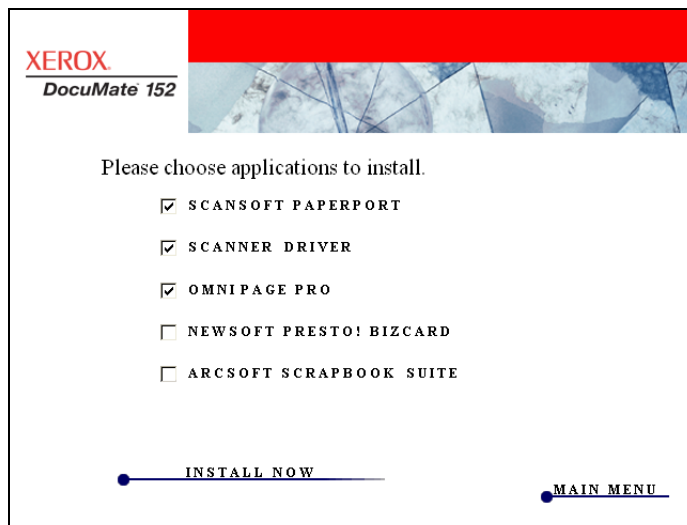 XEROX.
DocuMate 152
Please choose applications to install.
SCANSOFT PAPERPORT
SCANNER DRIVER
OMNIPAGE PRO
NEWSOFT PRESTO! BIZCARD
ARCSOFT SCRAPBOOK SUITE
INSTALL NOW
MAIN MENU